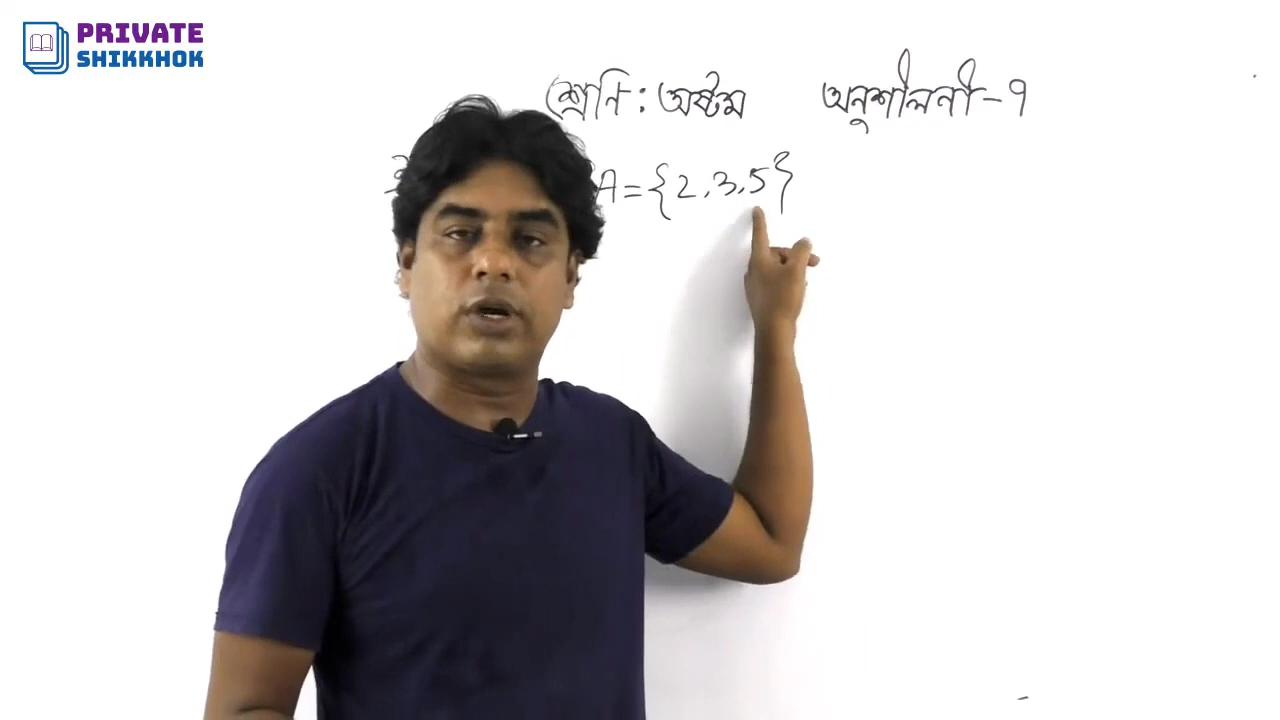 PRIVATE
SHIKKHOK
শ্রেণি : অষ্টম অনুশীলনী-৭
A = {2,3,5}